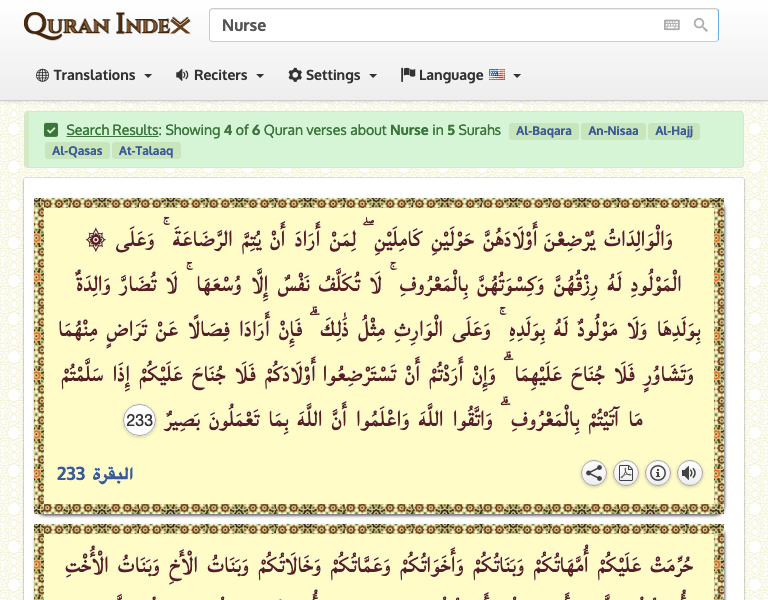 QURAN INDEX
Nurse
Translations Reciters Settings Language
Search Results: Showing 4 of 6 Quran verses about Nurse in 5 Surahs Al-Baqara An-Nisaa Al-Hajj
Al-Qasas At-Talaaq
۞ وَالْوَالِدَاتُ يُرْضِعْنَ أَوْلَادَهُنَّ حَوْلَيْنِ كَامِلَيْنِ ۖ لِمَنْ أَرَادَ أَنْ يُتِمَّ الرَّضَاعَةَ ۚ وَعَلَى
الْمَوْلُودِ لَهُ رِزْقُهُنَّ وَكِسْوَتُهُنَّ بِالْمَعْرُوفِ ۚ لَا تُكَلَّفُ نَفْسٌ إِلَّا وُسْعَهَا ۚ لَا تُضَارَّ وَالِدَةٌ
بِوَلَدِهَا وَلَا مَوْلُودٌ لَهُ بِوَلَدِهِ ۚ وَعَلَى الْوَارِثِ مِثْلُ ذَٰلِكَ ۗ فَإِنْ أَرَادَا فِصَالًا عَنْ تَرَاضٍ مِنْهُمَا
وَتَشَاوُرٍ فَلَا جُنَاحَ عَلَيْهِمَا ۗ وَإِنْ أَرَدْتُمْ أَنْ تَسْتَرْضِعُوا أَوْلَادَكُمْ فَلَا جُنَاحَ عَلَيْكُمْ إِذَا سَلَّمْتُمْ
مَا آتَيْتُمْ بِالْمَعْرُوفِ ۗ وَاتَّقُوا اللَّهَ وَاعْلَمُوا أَنَّ اللَّهَ بِمَا تَعْمَلُونَ بَصِيرٌ 233
البقرة 233
حُرِّمَتْ عَلَيْكُمْ أُمَّهَاتُكُمْ وَبَنَاتُكُمْ وَأَخَوَاتُكُمْ وَعَمَّاتُكُمْ وَخَالَاتُكُمْ وَبَنَاتُ الْأَخِ وَبَنَاتُ الْأُخْتِ